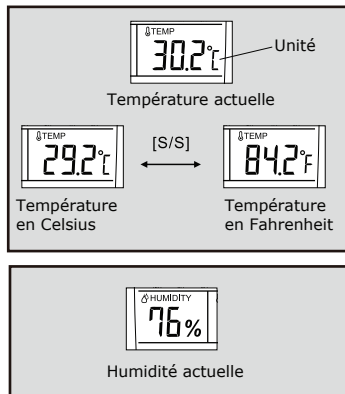 TEMP
30.2°C
Unité
Température actuelle
[S/S]
TEMP
29.2°C
TEMP
84.2°F
Température
en Celsius
Température
en Fahrenheit
HUMIDITY
76%
Humidité actuelle